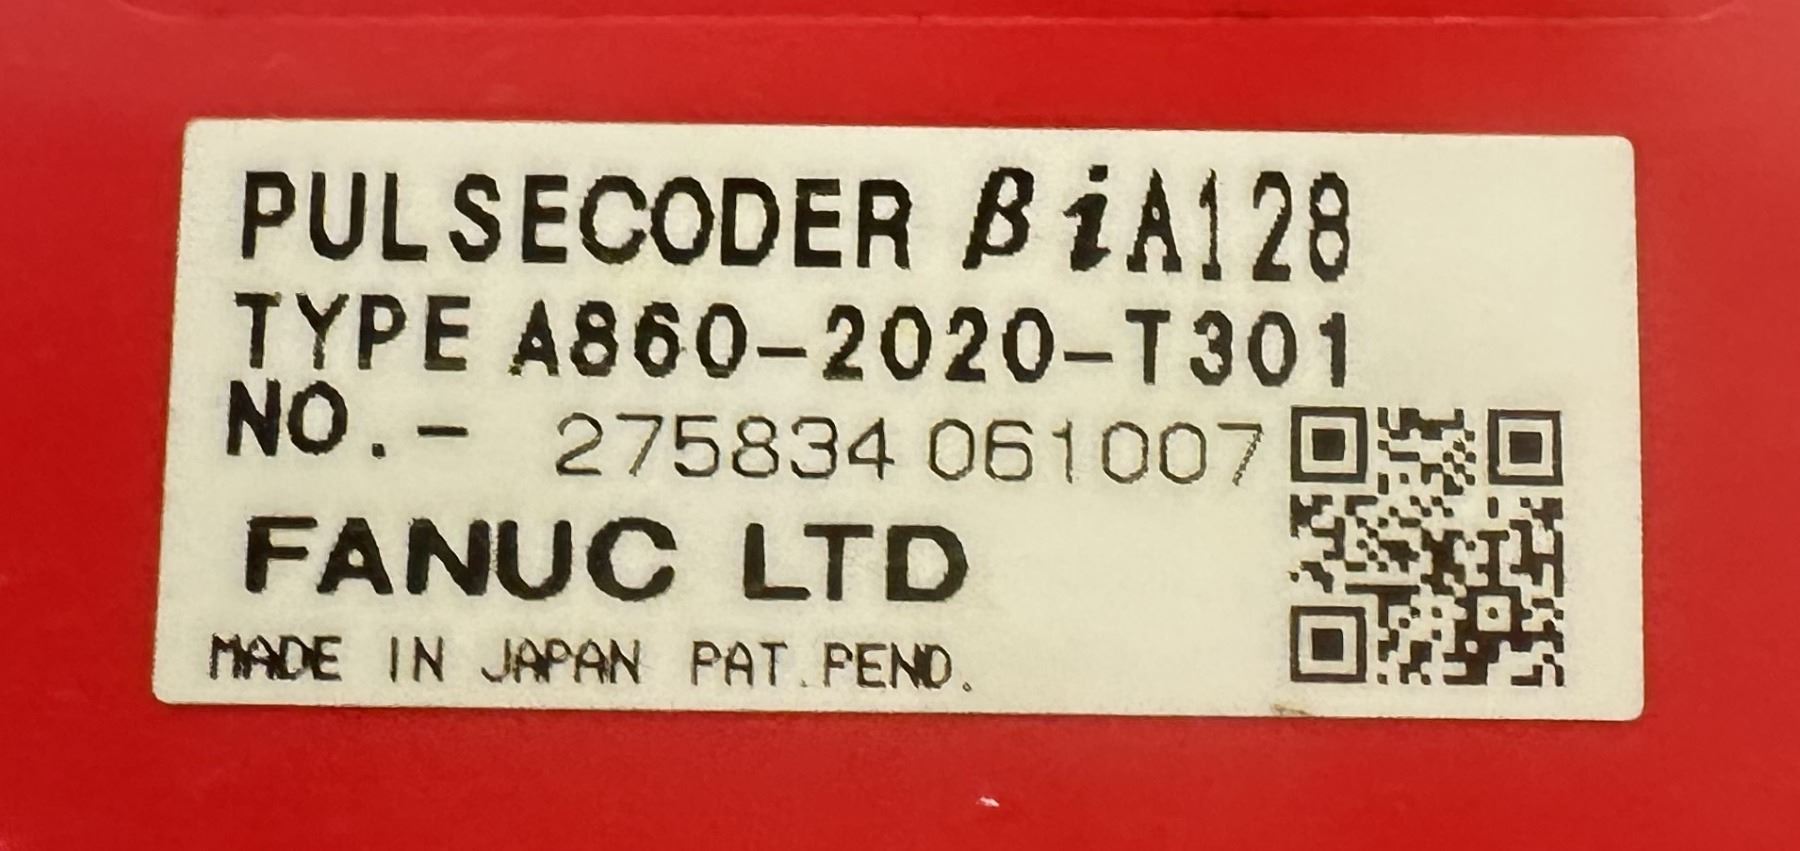 PULSECODER βiA128
TYPE A860-2020-T301
NO.- 275834 061007
FANUC LTD
MADE IN JAPAN PAT.PEND.